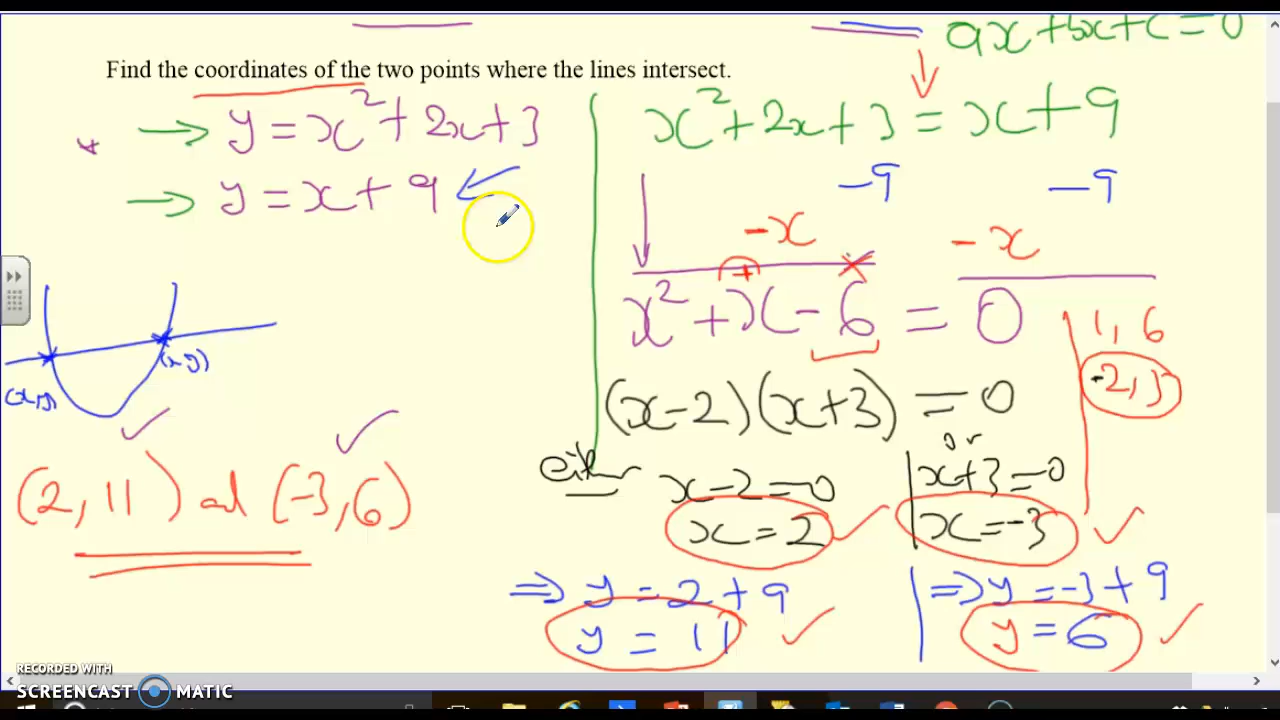 ax+bx+c=0
Find the coordinates of the two points where the lines intersect.
→ y = x²+ 2x+3
→ y = x + 9
x²+2x+3 = x+9
-9 -9
-x -x
x² + x - 6 = 0
+ ×
1, 6
-2, 3
(x-2)(x+3) = 0
(x,y) (x,y)
or
either x-2=0 x+3=0
x=2 x=-3
(2, 11) and (-3, 6)
⇒ y = 2 + 9 ⇒ y = -3 + 9
y = 11 y = 6
RECORDED WITH
SCREENCAST MATIC